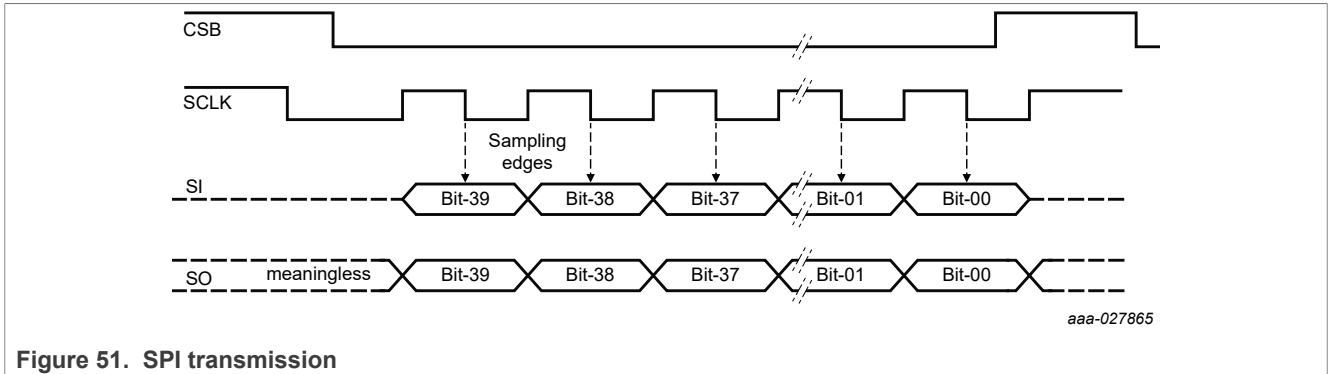 CSB
SCLK
Sampling
edges
SI
Bit-39 Bit-38 Bit-37 Bit-01 Bit-00
SO meaningless Bit-39 Bit-38 Bit-37 Bit-01 Bit-00
aaa-027865
Figure 51. SPI transmission